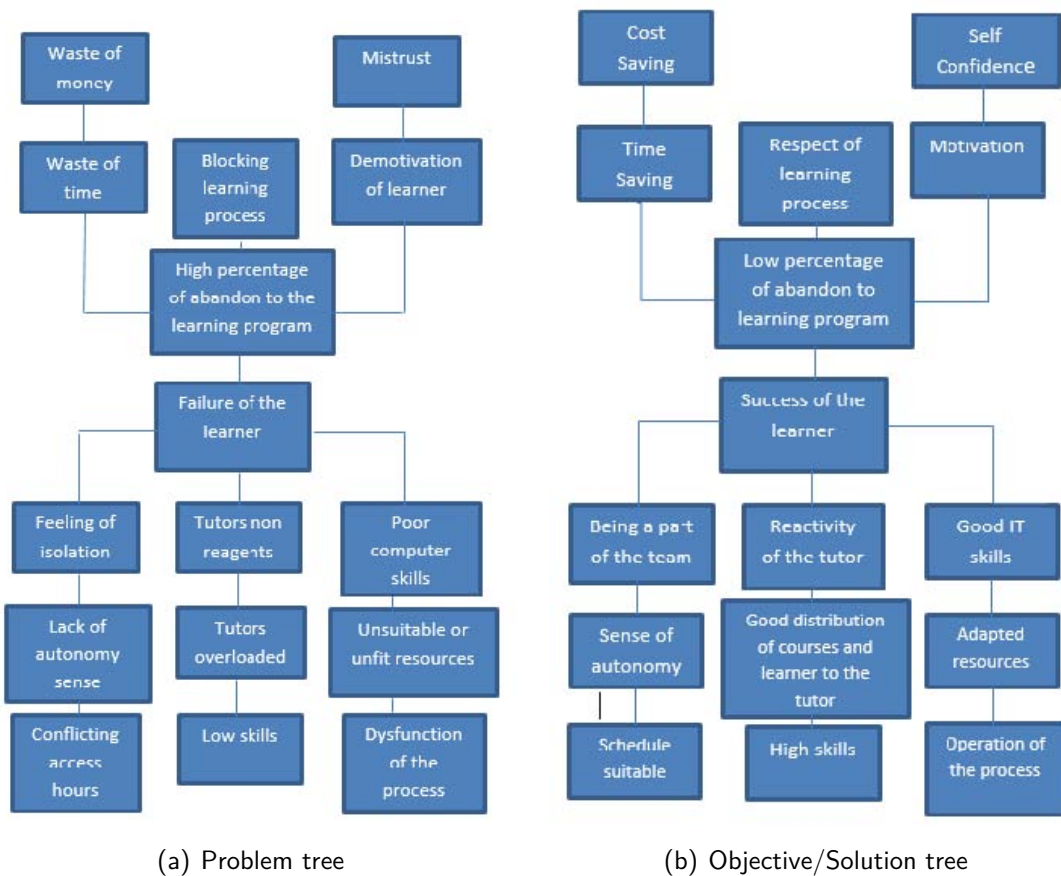 Waste of
money
Mistrust
Waste of
time
Blocking
learning
process
Demotivation
of learner
High percentage
of abandon to the
learning program
Failure of the
learner
Feeling of
isolation
Tutors non
reagents
Poor
computer
skills
Lack of
autonomy
sense
Tutors
overloaded
Unsuitable or
unfit resources
Conflicting
access
hours
Low skills
Dysfunction
of the
process
(a) Problem tree
Cost
Saving
Self
Confidence
Time
Saving
Respect of
learning
process
Motivation
Low percentage
of abandon to
learning program
Success of the
learner
Being a part
of the team
Reactivity
of the tutor
Good IT
skills
Sense of
autonomy
Good distribution
of courses and
learner to the
tutor
Adapted
resources
Schedule
suitable
High skills
Operation of
the process
(b) Objective/Solution tree